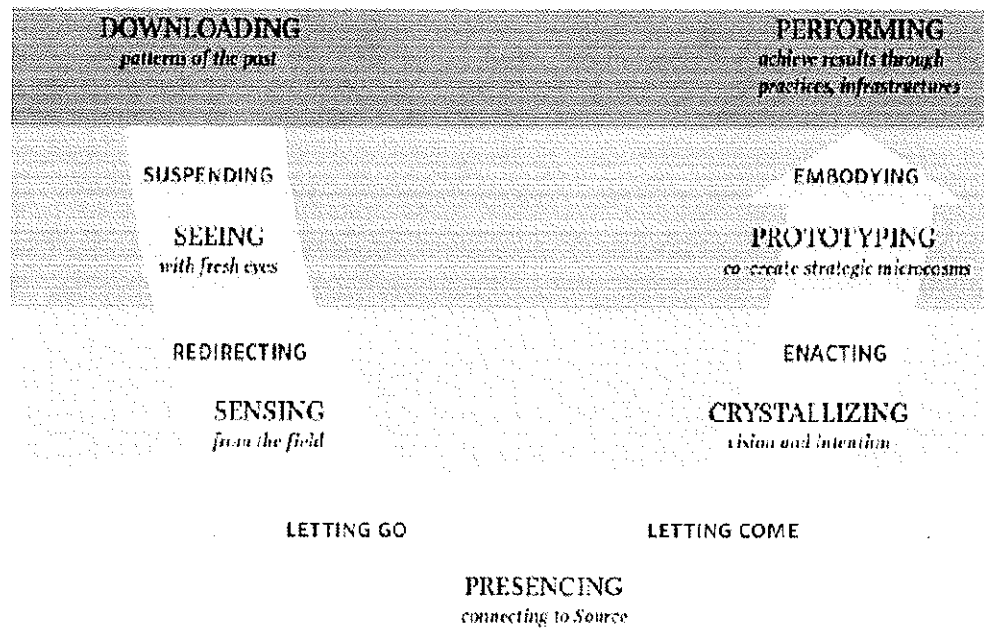 DOWNLOADING
patterns of the past
PERFORMING
achieve results through
practices, infrastructures
SUSPENDING
EMBODYING
SEEING
with fresh eyes
PROTOTYPING
co-create strategic microcosms
REDIRECTING
ENACTING
SENSING
from the field
CRYSTALLIZING
vision and intention
LETTING GO
LETTING COME
PRESENCING
connecting to Source